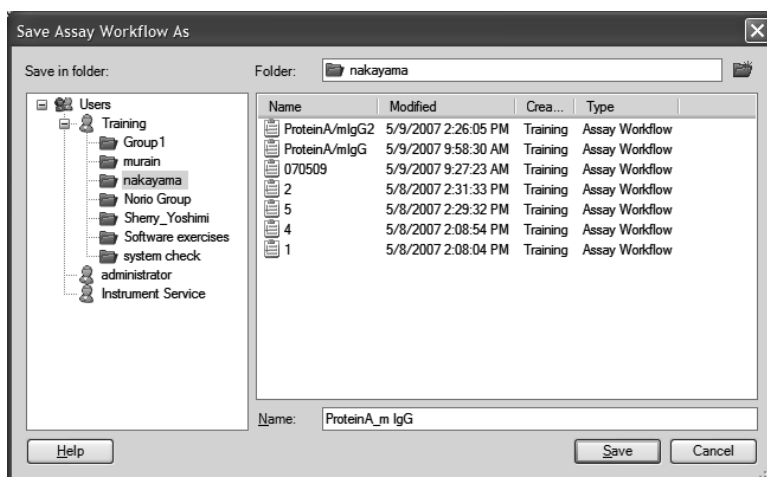 Save Assay Workflow As
Save in folder:
Folder: nakayama
Users
Training
Group1
murain
nakayama
Norio Group
Sherry_Yoshimi
Software exercises
system check
administrator
Instrument Service
Name Modified Crea... Type
ProteinA/mIgG2 5/9/2007 2:26:05 PM Training Assay Workflow
ProteinA/mIgG 5/9/2007 9:58:30 AM Training Assay Workflow
070509 5/9/2007 9:27:23 AM Training Assay Workflow
2 5/8/2007 2:31:33 PM Training Assay Workflow
5 5/8/2007 2:29:32 PM Training Assay Workflow
4 5/8/2007 2:08:54 PM Training Assay Workflow
1 5/8/2007 2:08:04 PM Training Assay Workflow
Name: ProteinA_m IgG
Help Save Cancel